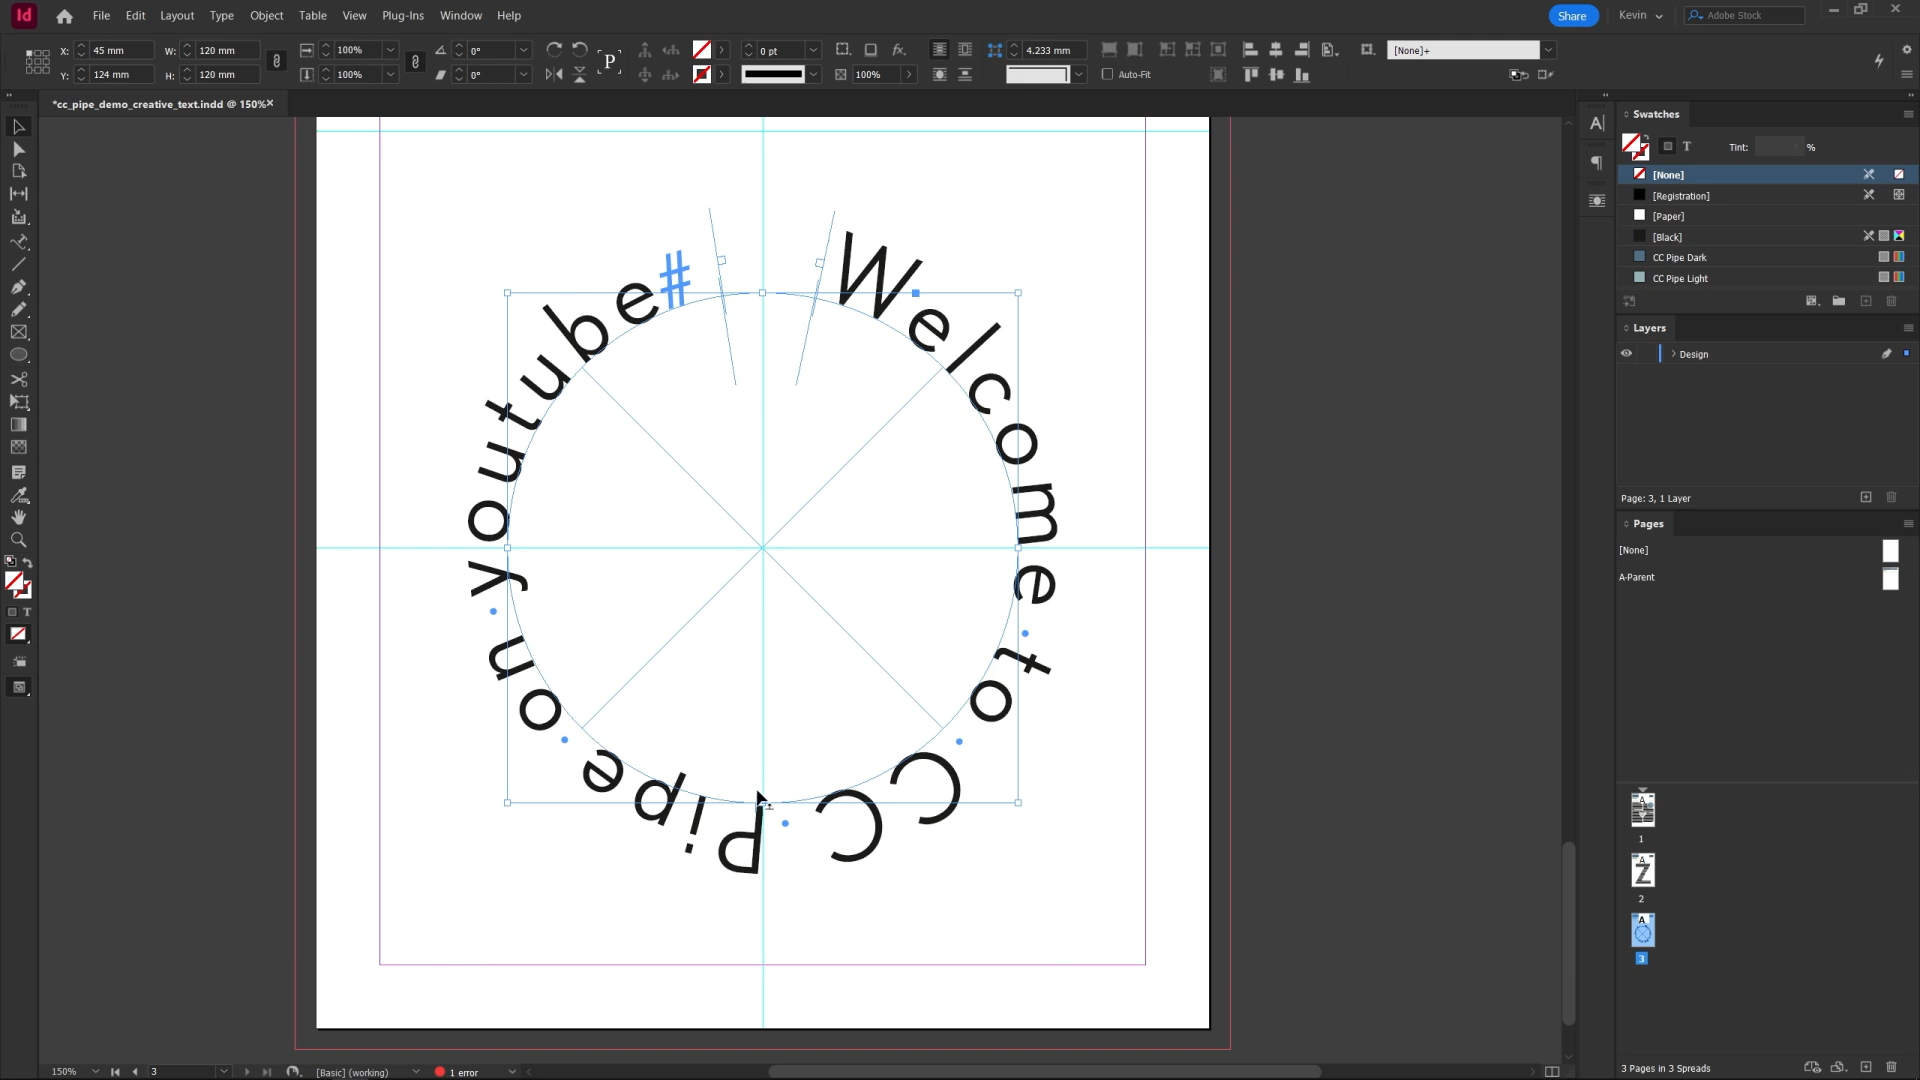 Id
File Edit Layout Type Object Table View Plug-Ins Window Help
Share
Kevin
Adobe Stock
X: 45 mm W: 120 mm 100% 0° 0 pt 4.233 mm [None]+
Y: 124 mm H: 120 mm 100% 0° P 100% Auto-Fit
*cc_pipe_demo_creative_text.indd @ 150%
Welcome to CC Pipe on youtube#
Swatches
T
Tint: %
[None]
[Registration]
[Paper]
[Black]
CC Pipe Dark
CC Pipe Light
Layers
Design
Page: 3, 1 Layer
Pages
[None]
A-Parent
A
1
A
Z
2
A
3
3 Pages in 3 Spreads
150% 3 [Basic] (working) 1 error